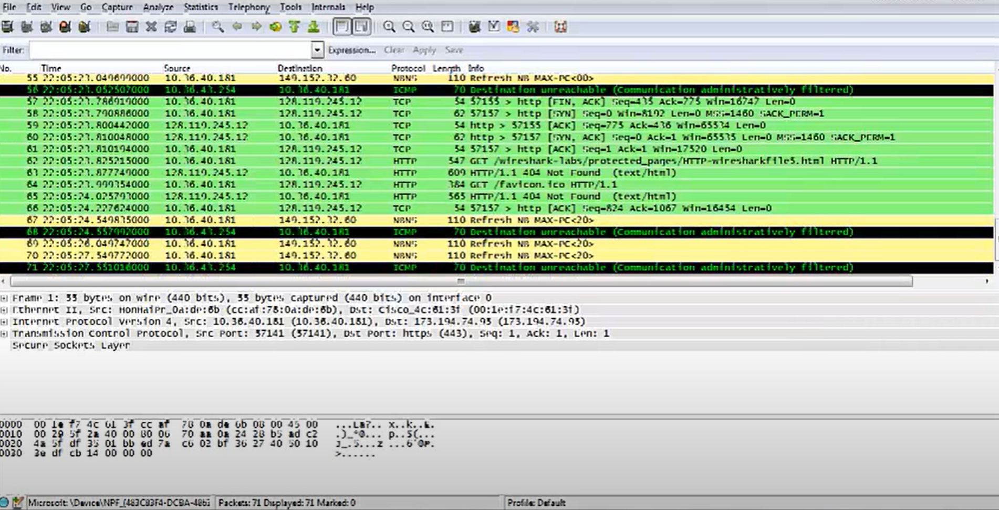 File Edit View Go Capture Analyze Statistics Telephony Tools Internals Help
Filter: Expression... Clear Apply Save
No. Time Source Destination Protocol Length Info
55 22:05:23.049699000 10.36.40.181 149.152.32.60 NBNS 110 Refresh NB MAX-PC<00>
56 22:05:23.052507000 10.36.43.254 10.36.40.181 ICMP 70 Destination unreachable (Communication administratively filtered)
57 22:05:23.786919000 10.36.40.181 128.119.245.12 TCP 54 57155 > http [FIN, ACK] Seq=435 Ack=775 Win=16747 Len=0
58 22:05:23.790886000 10.36.40.181 128.119.245.12 TCP 62 57157 > http [SYN] Seq=0 Win=8192 Len=0 MSS=1460 SACK_PERM=1
59 22:05:23.800442000 128.119.245.12 10.36.40.181 TCP 54 http > 57155 [ACK] Seq=775 Ack=436 Win=65534 Len=0
60 22:05:23.810048000 128.119.245.12 10.36.40.181 TCP 62 http > 57157 [SYN, ACK] Seq=0 Ack=1 Win=65535 Len=0 MSS=1460 SACK_PERM=1
61 22:05:23.810194000 10.36.40.181 128.119.245.12 TCP 54 57157 > http [ACK] Seq=1 Ack=1 Win=17520 Len=0
62 22:05:23.825215000 10.36.40.181 128.119.245.12 HTTP 547 GET /wireshark-labs/protected_pages/HTTP-wiresharkfile5.html HTTP/1.1
63 22:05:23.877749000 128.119.245.12 10.36.40.181 HTTP 609 HTTP/1.1 404 Not Found (text/html)
64 22:05:23.999354000 10.36.40.181 128.119.245.12 HTTP 384 GET /favicon.ico HTTP/1.1
65 22:05:24.025793000 128.119.245.12 10.36.40.181 HTTP 565 HTTP/1.1 404 Not Found (text/html)
66 22:05:24.227624000 10.36.40.181 128.119.245.12 TCP 54 57157 > http [ACK] Seq=824 Ack=1067 Win=16454 Len=0
67 22:05:24.549835000 10.36.40.181 149.152.32.60 NBNS 110 Refresh NB MAX-PC<20>
68 22:05:24.557992000 10.36.43.254 10.36.40.181 ICMP 70 Destination unreachable (Communication administratively filtered)
69 22:05:26.049747000 10.36.40.181 149.152.32.60 NBNS 110 Refresh NB MAX-PC<20>
70 22:05:27.549772000 10.36.40.181 149.152.32.60 NBNS 110 Refresh NB MAX-PC<20>
71 22:05:27.551016000 10.36.43.254 10.36.40.181 ICMP 70 Destination unreachable (Communication administratively filtered)
Frame 1: 55 bytes on wire (440 bits), 55 bytes captured (440 bits) on interface 0
Ethernet II, Src: HonHaiPr_0a:de:6b (cc:af:78:0a:de:6b), Dst: Cisco_4c:61:3f (00:1e:f7:4c:61:3f)
Internet Protocol Version 4, Src: 10.36.40.181 (10.36.40.181), Dst: 173.194.74.95 (173.194.74.95)
Transmission Control Protocol, Src Port: 57141 (57141), Dst Port: https (443), Seq: 1, Ack: 1, Len: 1
Secure Sockets Layer
0000 00 1e f7 4c 61 3f cc af 78 0a de 6b 08 00 45 00 ...La?.. x..k..E.
0010 00 29 5f 2a 40 00 80 06 70 aa 0a 24 28 b5 ad c2 .)_*@... p..$(...
0020 4a 5f df 35 01 bb ed 7a c6 02 bf 36 27 40 50 10 J_.5...z ...6'@P.
0030 3e df cb 14 00 00 00 >......
Microsoft: \Device\NPF_{483C83F4-DCBA-4863 Packets: 71 Displayed: 71 Marked: 0 Profile: Default